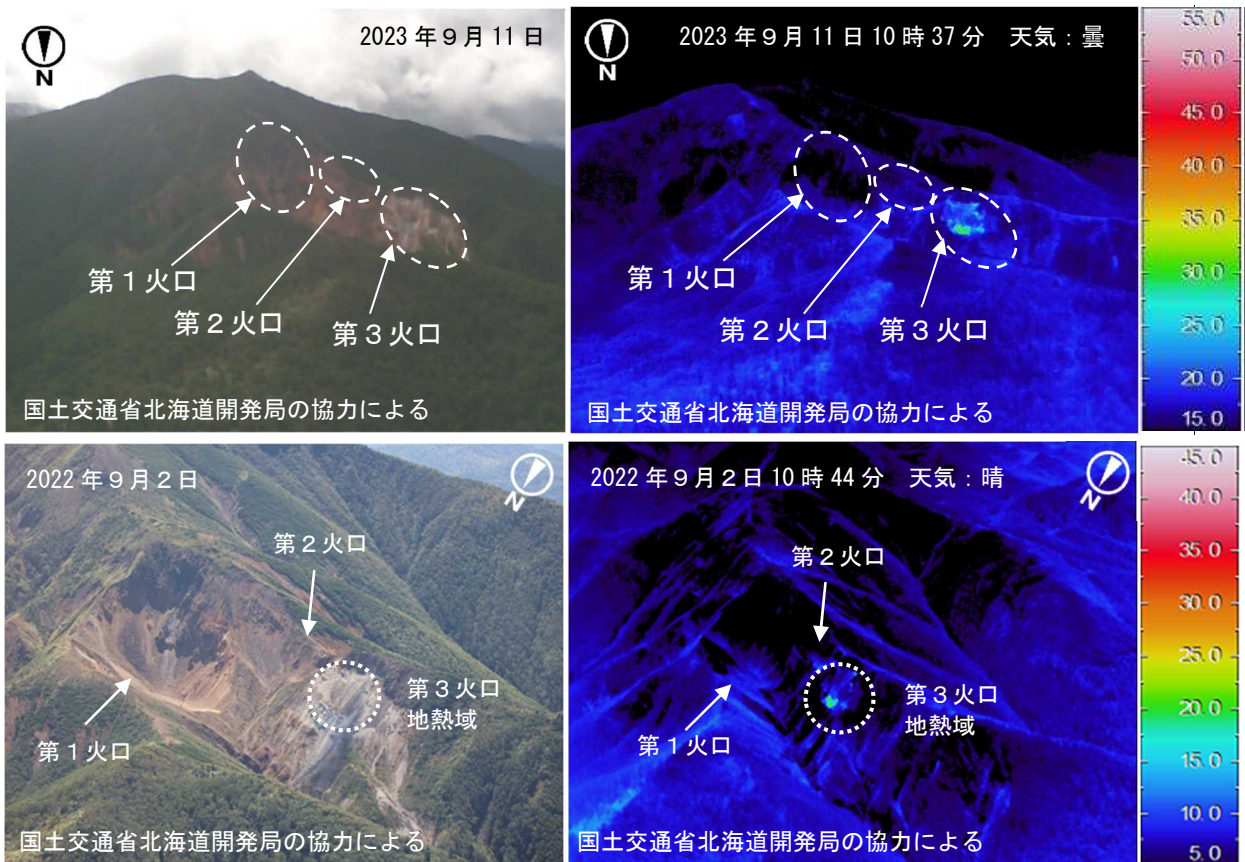 N
2023年9月11日
N
2023年9月11日10時37分 天気：曇
第１火口
第２火口
第３火口
第１火口
第２火口
第３火口
国土交通省北海道開発局の協力による
国土交通省北海道開発局の協力による
55.0
50.0
45.0
40.0
35.0
30.0
25.0
20.0
15.0
2022年９月２日
N
2022年９月２日10時44分 天気：晴
N
第２火口
第３火口
地熱域
第１火口
第２火口
第３火口
地熱域
第１火口
国土交通省北海道開発局の協力による
国土交通省北海道開発局の協力による
45.0
40.0
35.0
30.0
25.0
20.0
15.0
10.0
5.0